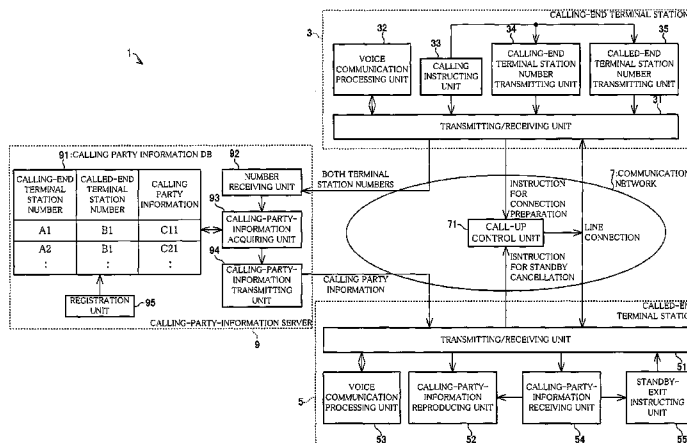 CALLING-END TERMINAL STATION
1
3
32
33
34
35
VOICE
COMMUNICATION
PROCESSING UNIT
CALLING
INSTRUCTING
UNIT
CALLING-END
TERMINAL STATION
NUMBER
TRANSMITTING UNIT
CALLED-END
TERMINAL STATION
NUMBER
TRANSMITTING UNIT
31
TRANSMITTING/RECEIVING UNIT
91:CALLING PARTY INFORMATION DB
CALLING-END
TERMINAL
STATION
NUMBER
CALLED-END
TERMINAL
STATION
NUMBER
CALLING
PARTY
INFORMATION
A1 B1 C11
A2 B1 C21
: : :
REGISTRATION
UNIT
95
92
NUMBER
RECEIVING UNIT
93
CALLING-PARTY-
INFORMATION
ACQUIRING UNIT
94
CALLING-PARTY-
INFORMATION
TRANSMITTING
UNIT
CALLING-PARTY-INFORMATION SERVER
9
BOTH TERMINAL
STATION NUMBERS
INSTRUCTION
FOR
CONNECTION
PREPARATION
7:COMMUNICATION
NETWORK
71
CALL-UP
CONTROL UNIT
LINE
CONNECTION
INSTRUCTION
FOR STANDBY
CANCELLATION
CALLING PARTY
INFORMATION
CALLED-END
TERMINAL STATION
TRANSMITTING/RECEIVING UNIT
51
5
VOICE
COMMUNICATION
PROCESSING UNIT
53
CALLING-PARTY-
INFORMATION
REPRODUCING UNIT
52
CALLING-PARTY-
INFORMATION
RECEIVING UNIT
54
STANDBY-
EXIT
INSTRUCTING
UNIT
55